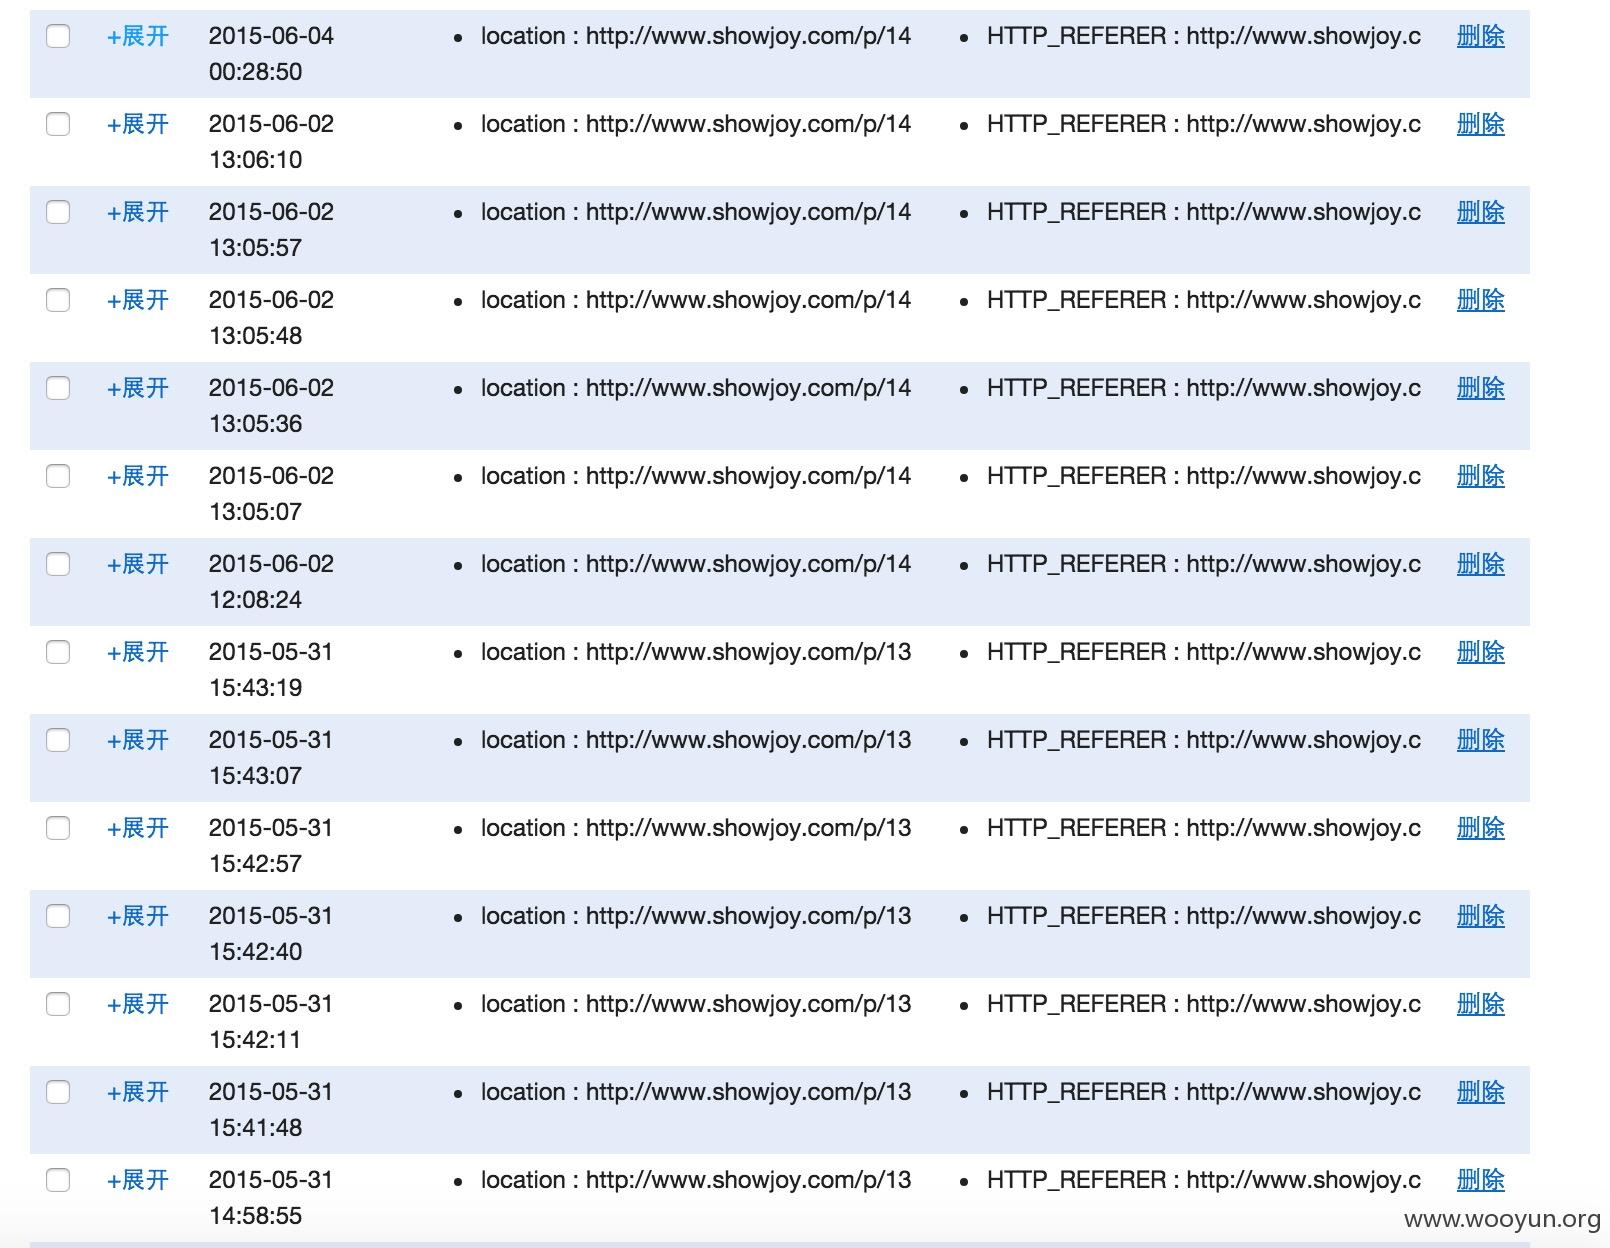 +展开 2015-06-04 • location : http://www.showjoy.com/p/14 • HTTP_REFERER : http://www.showjoy.c 删除
00:28:50
+展开 2015-06-02 • location : http://www.showjoy.com/p/14 • HTTP_REFERER : http://www.showjoy.c 删除
13:06:10
+展开 2015-06-02 • location : http://www.showjoy.com/p/14 • HTTP_REFERER : http://www.showjoy.c 删除
13:05:57
+展开 2015-06-02 • location : http://www.showjoy.com/p/14 • HTTP_REFERER : http://www.showjoy.c 删除
13:05:48
+展开 2015-06-02 • location : http://www.showjoy.com/p/14 • HTTP_REFERER : http://www.showjoy.c 删除
13:05:36
+展开 2015-06-02 • location : http://www.showjoy.com/p/14 • HTTP_REFERER : http://www.showjoy.c 删除
13:05:07
+展开 2015-06-02 • location : http://www.showjoy.com/p/14 • HTTP_REFERER : http://www.showjoy.c 删除
12:08:24
+展开 2015-05-31 • location : http://www.showjoy.com/p/13 • HTTP_REFERER : http://www.showjoy.c 删除
15:43:19
+展开 2015-05-31 • location : http://www.showjoy.com/p/13 • HTTP_REFERER : http://www.showjoy.c 删除
15:43:07
+展开 2015-05-31 • location : http://www.showjoy.com/p/13 • HTTP_REFERER : http://www.showjoy.c 删除
15:42:57
+展开 2015-05-31 • location : http://www.showjoy.com/p/13 • HTTP_REFERER : http://www.showjoy.c 删除
15:42:40
+展开 2015-05-31 • location : http://www.showjoy.com/p/13 • HTTP_REFERER : http://www.showjoy.c 删除
15:42:11
+展开 2015-05-31 • location : http://www.showjoy.com/p/13 • HTTP_REFERER : http://www.showjoy.c 删除
15:41:48
+展开 2015-05-31 • location : http://www.showjoy.com/p/13 • HTTP_REFERER : http://www.showjoy.c 删除
14:58:55
www.wooyun.org